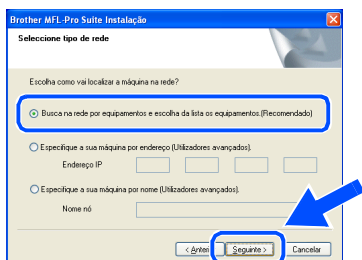 Brother MFL-Pro Suite Instalação
Seleccione tipo de rede
Escolha como vai localizar a máquina na rede?
Busca na rede por equipamentos e escolha da lista os equipamentos.(Recomendado)
Especifique a sua máquina por endereço (Utilizadores avançados).
Endereço IP
Especifique a sua máquina por nome (Utilizadores avançados).
Nome nó
< Anteri Seguinte > Cancelar